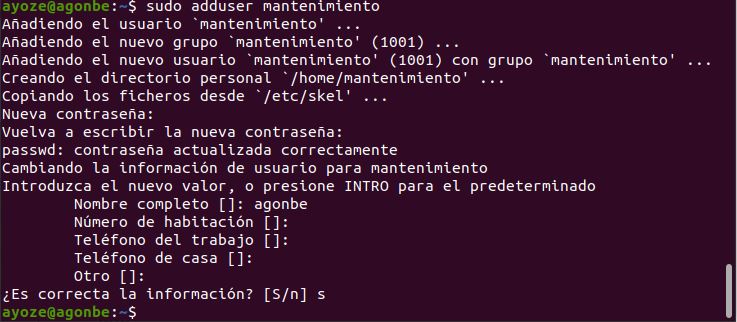 ayoze@agonbe:~$ sudo adduser mantenimiento
Añadiendo el usuario `mantenimiento' ...
Añadiendo el nuevo grupo `mantenimiento' (1001) ...
Añadiendo el nuevo usuario `mantenimiento' (1001) con grupo `mantenimiento' ...
Creando el directorio personal `/home/mantenimiento' ...
Copiando los ficheros desde `/etc/skel' ...
Nueva contraseña:
Vuelva a escribir la nueva contraseña:
passwd: contraseña actualizada correctamente
Cambiando la información de usuario para mantenimiento
Introduzca el nuevo valor, o presione INTRO para el predeterminado
        Nombre completo []: agonbe
        Número de habitación []:
        Teléfono del trabajo []:
        Teléfono de casa []:
        Otro []:
¿Es correcta la información? [S/n] s
ayoze@agonbe:~$